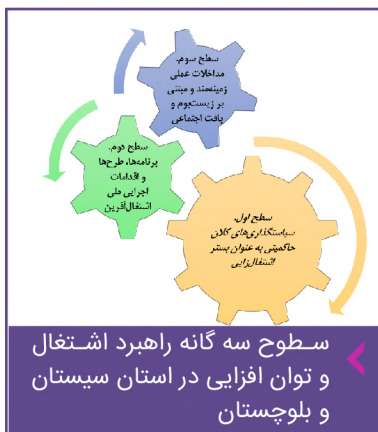 سطح سوم.
مداخلات عملی
زمینه‌مند و مبتنی
بر زیست‌بوم و
بافت اجتماعی
سطح دوم.
برنامه‌ها، طرح‌ها
و اقدامات
اجرایی ملی
اشتغال‌آفرین
سطح اول.
سیاستگذاری‌های کلان
حاکمیتی به عنوان بستر
اشتغال‌زایی
سطوح سه گانه راهبرد اشتغال
و توان افزایی در استان سیستان
و بلوچستان